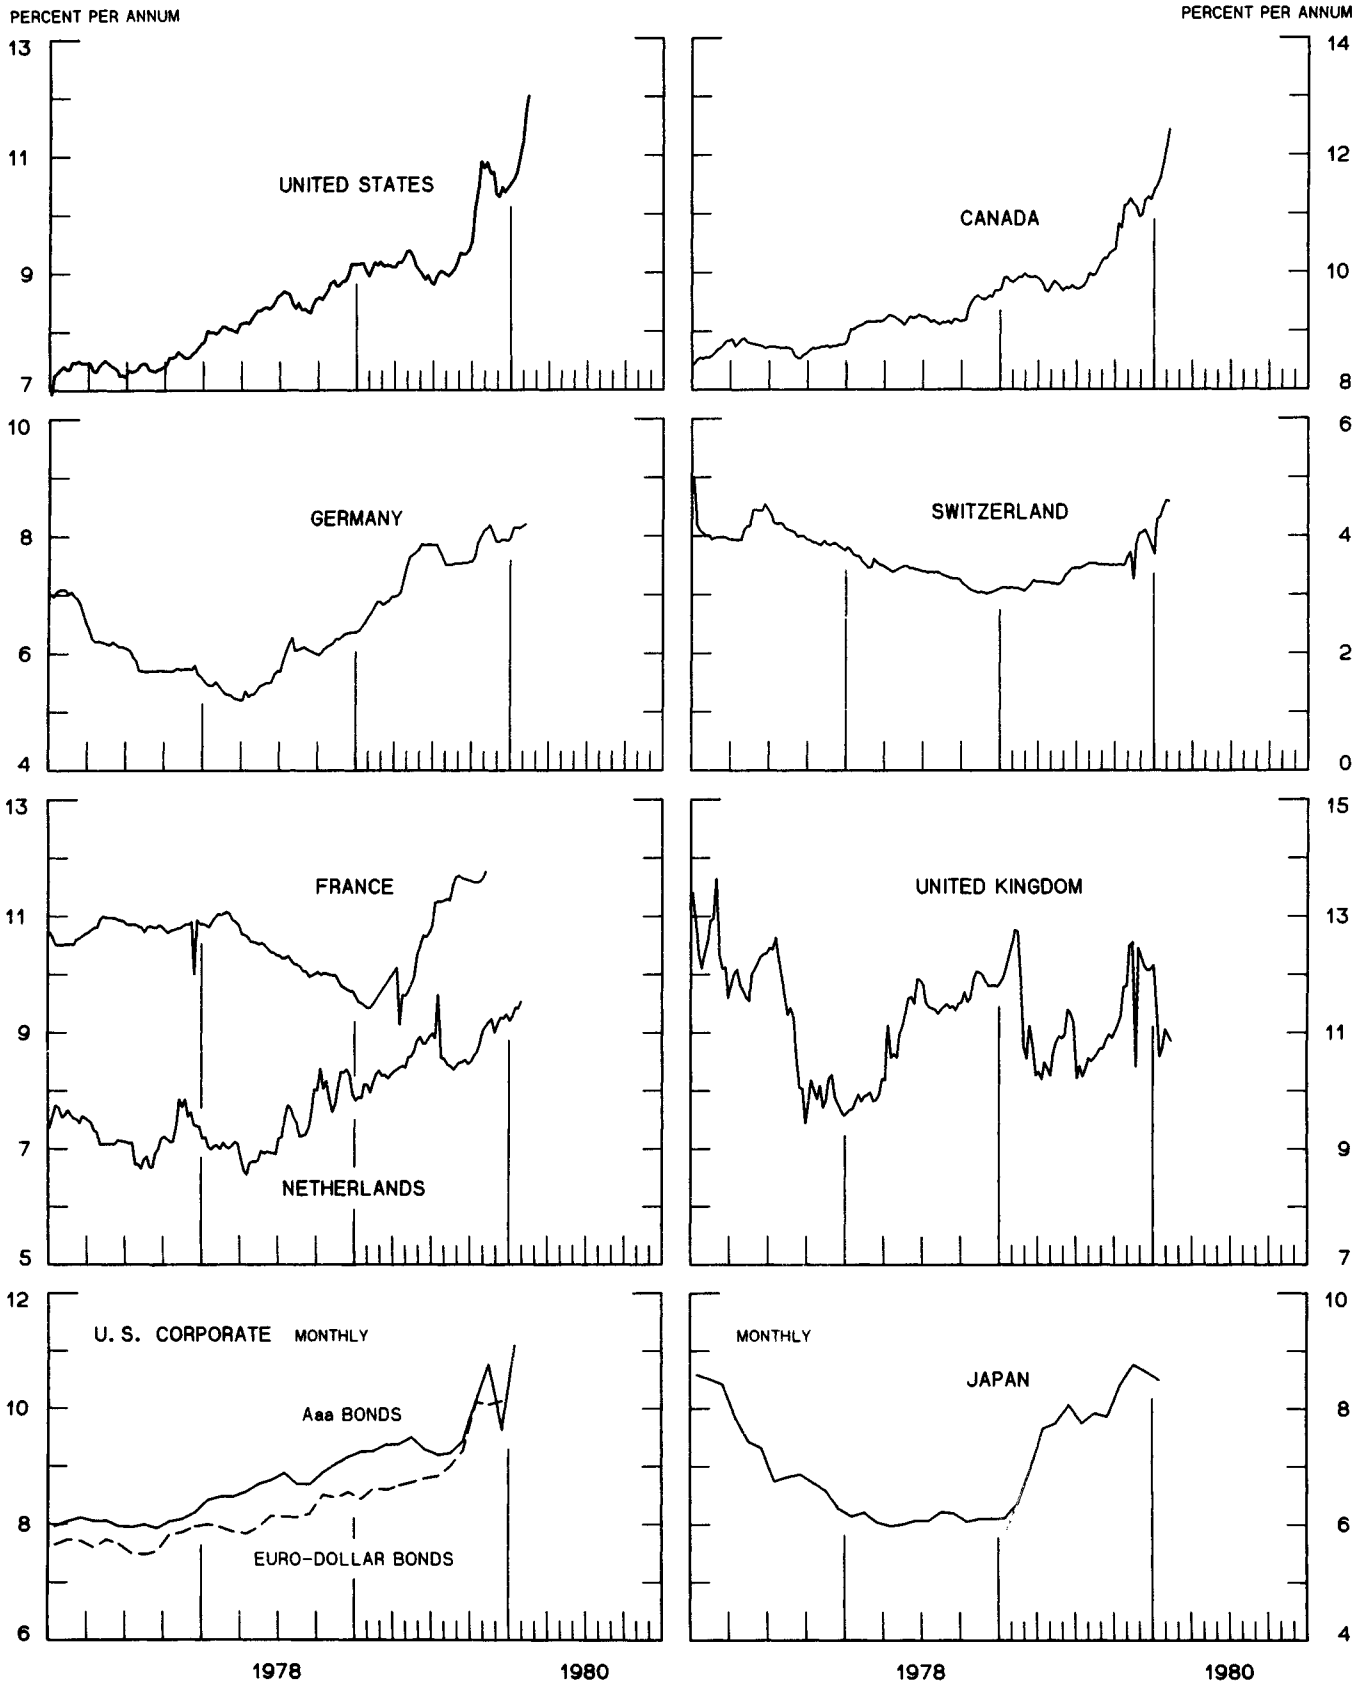 PERCENT PER ANNUM
PERCENT PER ANNUM
13
11
9
7
UNITED STATES
14
12
10
8
CANADA
10
8
6
4
GERMANY
6
4
2
0
SWITZERLAND
13
11
9
7
5
FRANCE
NETHERLANDS
15
13
11
9
7
UNITED KINGDOM
12
10
8
6
U. S. CORPORATE MONTHLY
Aaa BONDS
EURO-DOLLAR BONDS
10
8
6
4
MONTHLY
JAPAN
1978
1980
1978
1980